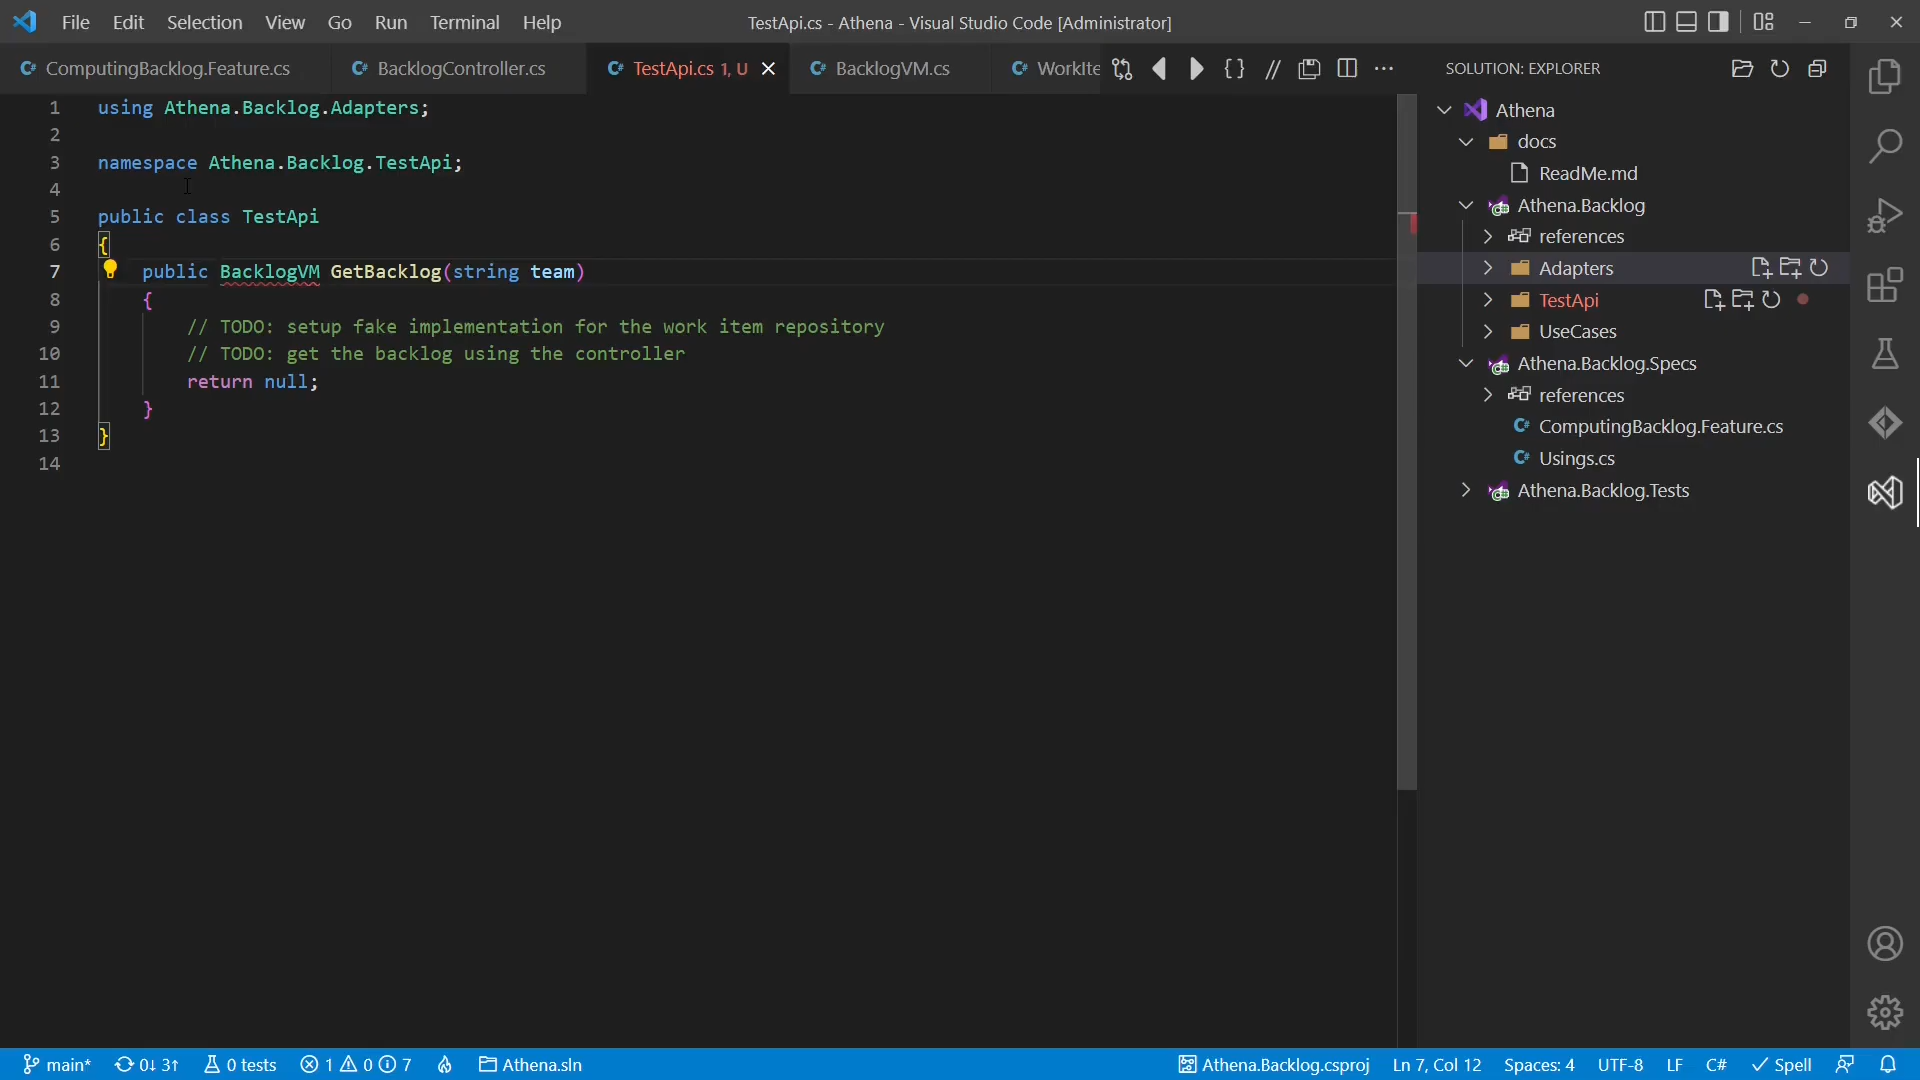 File Edit Selection View Go Run Terminal Help
TestApi.cs - Athena - Visual Studio Code [Administrator]
C# ComputingBacklog.Feature.cs
C# BacklogController.cs
C# TestApi.cs 1, U
C# BacklogVM.cs
C# WorkIte
SOLUTION: EXPLORER
1 using Athena.Backlog.Adapters;
2
3 namespace Athena.Backlog.TestApi;
4
5 public class TestApi
6 {
7 public BacklogVM GetBacklog(string team)
8 {
9 // TODO: setup fake implementation for the work item repository
10 // TODO: get the backlog using the controller
11 return null;
12 }
13 }
14
Athena
docs
ReadMe.md
Athena.Backlog
references
Adapters
TestApi
UseCases
Athena.Backlog.Specs
references
C# ComputingBacklog.Feature.cs
C# Usings.cs
Athena.Backlog.Tests
main* 0↓ 3↑ 0 tests 1 0 7 Athena.sln
Athena.Backlog.csproj Ln 7, Col 12 Spaces: 4 UTF-8 LF C# Spell